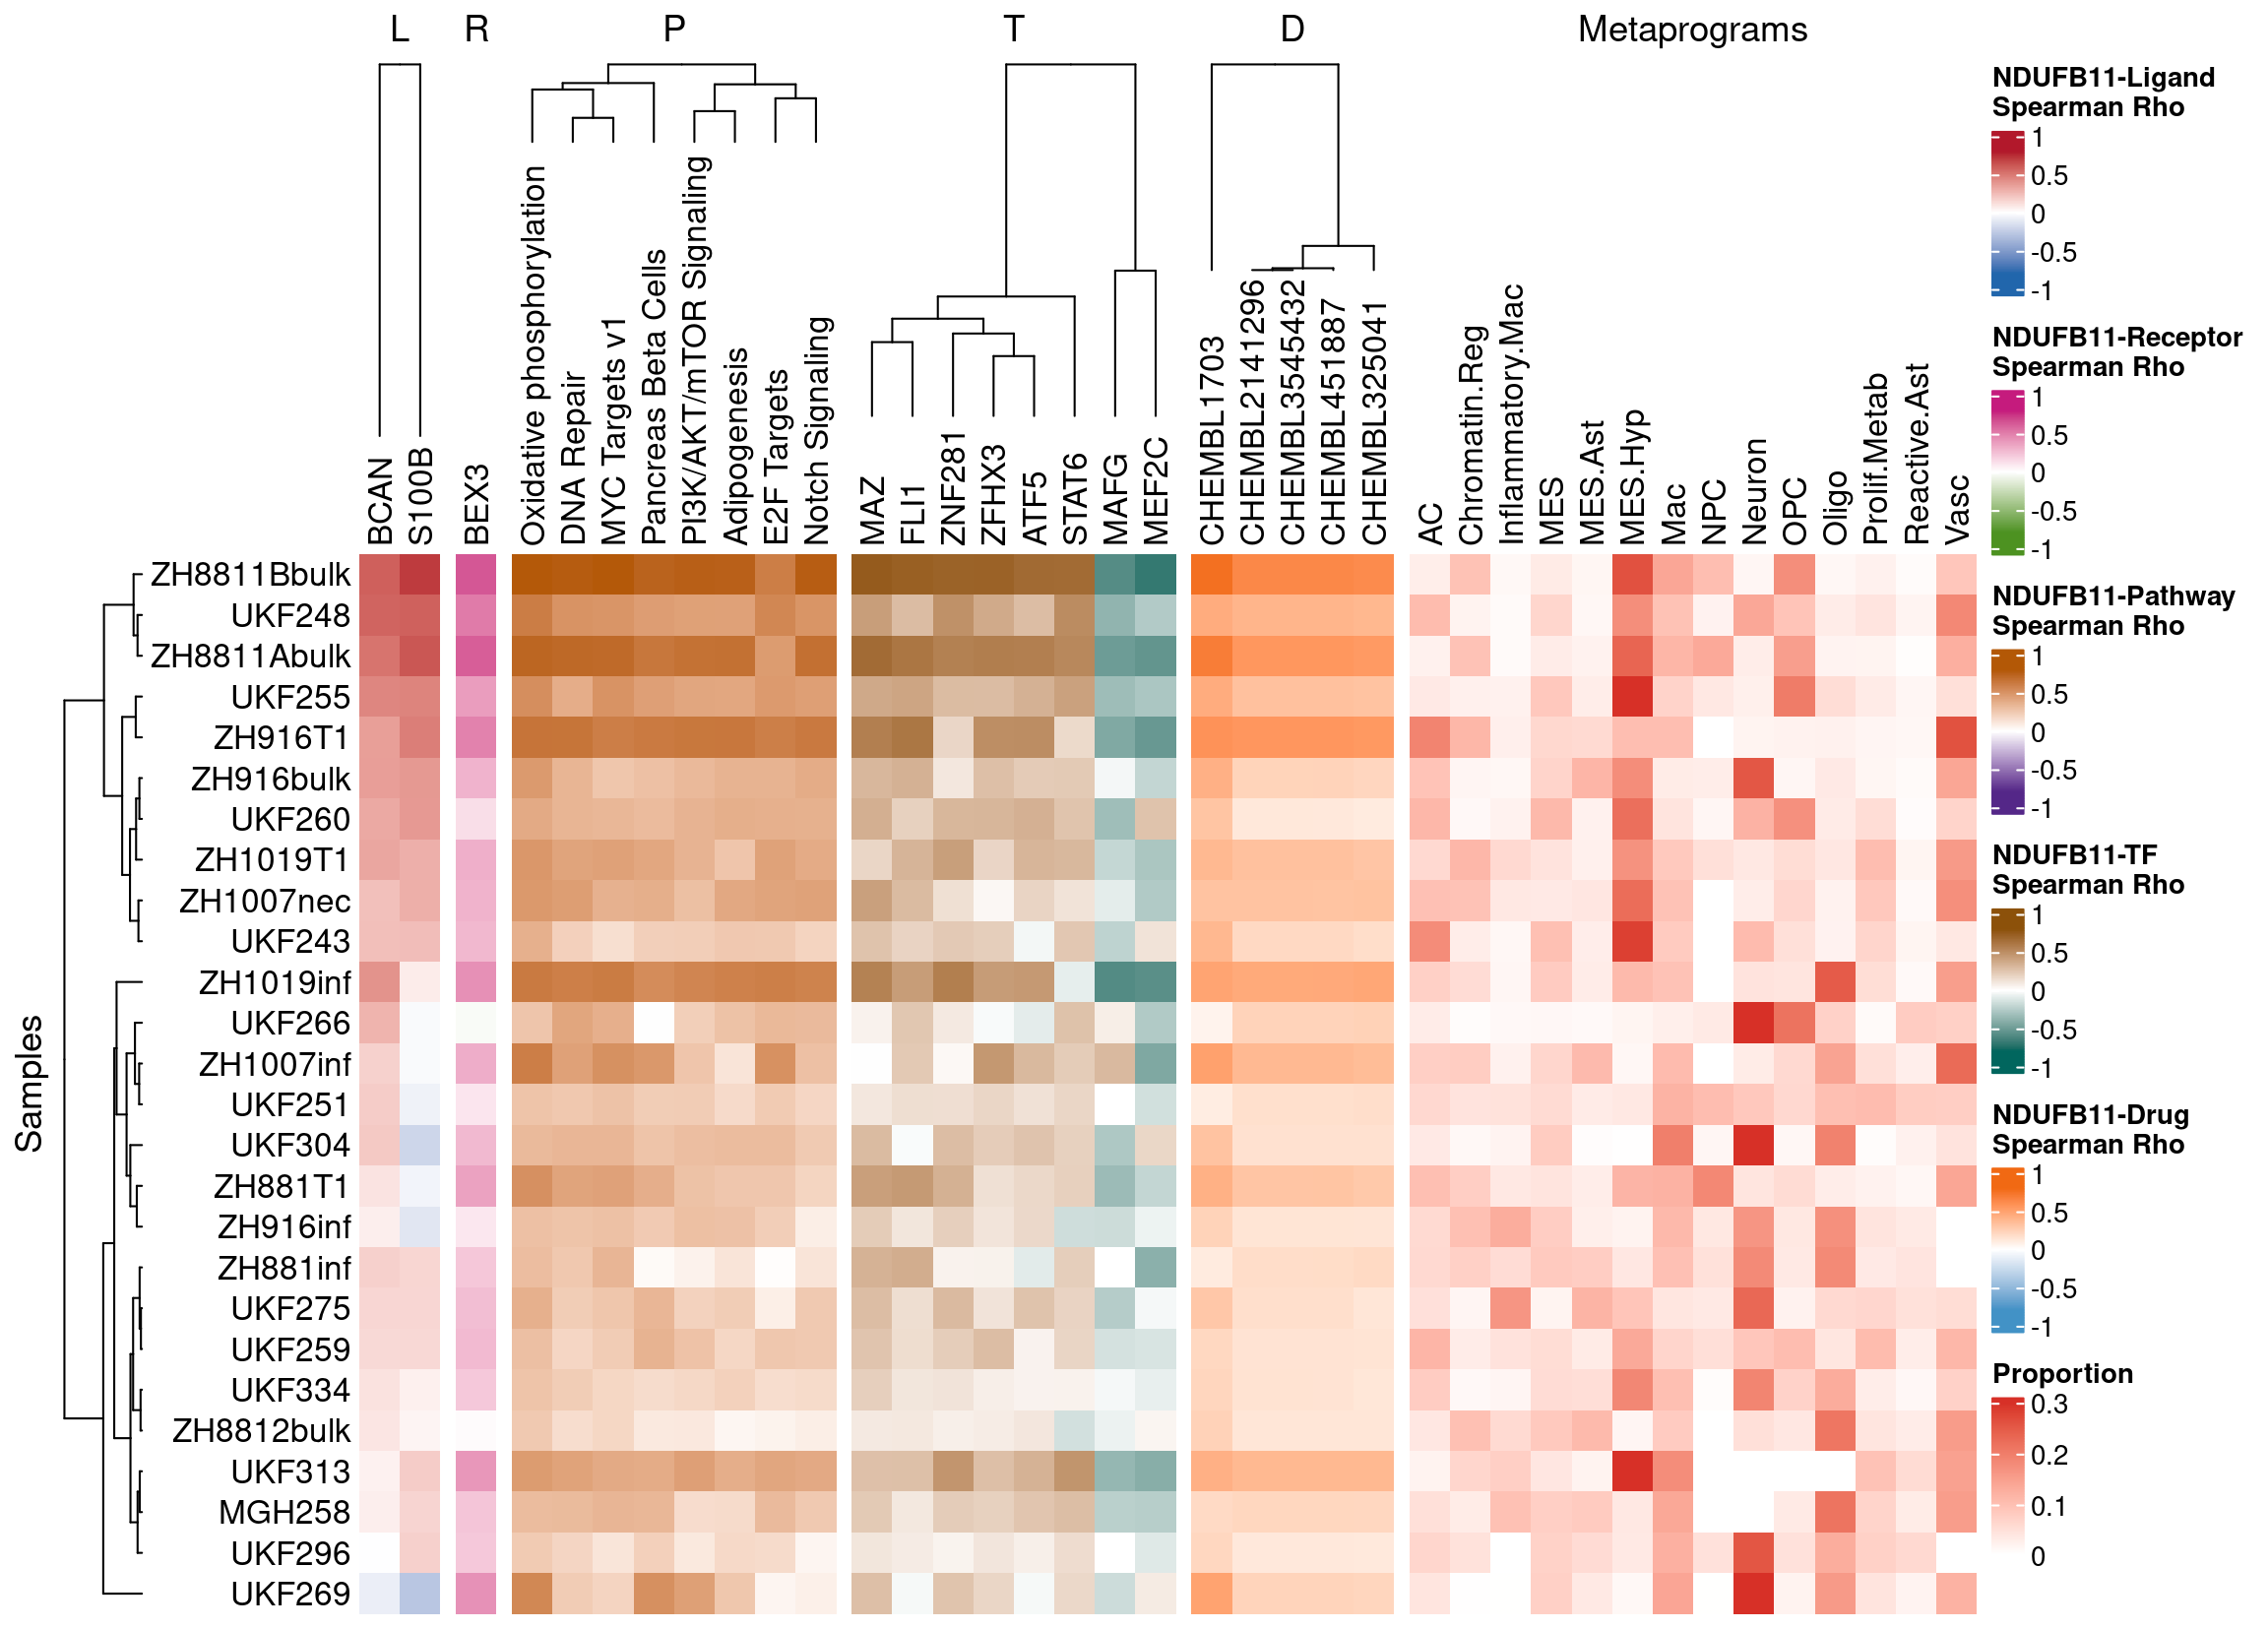 L R P T D Metaprograms
BCAN
S100B
BEX3
Oxidative phosphorylation
DNA Repair
MYC Targets v1
Pancreas Beta Cells
PI3K/AKT/mTOR Signaling
Adipogenesis
E2F Targets
Notch Signaling
MAZ
FLI1
ZNF281
ZFHX3
ATF5
STAT6
MAFG
MEF2C
CHEMBL1703
CHEMBL2141296
CHEMBL3545432
CHEMBL451887
CHEMBL325041
AC
Chromatin.Reg
Inflammatory.Mac
MES
MES.Ast
MES.Hyp
Mac
NPC
Neuron
OPC
Oligo
Prolif.Metab
Reactive.Ast
Vasc
Samples
ZH8811Bbulk
UKF248
ZH8811Abulk
UKF255
ZH916T1
ZH916bulk
UKF260
ZH1019T1
ZH1007nec
UKF243
ZH1019inf
UKF266
ZH1007inf
UKF251
UKF304
ZH881T1
ZH916inf
ZH881inf
UKF275
UKF259
UKF334
ZH8812bulk
UKF313
MGH258
UKF296
UKF269
NDUFB11-Ligand
Spearman Rho
1
0.5
0
-0.5
-1
NDUFB11-Receptor
Spearman Rho
1
0.5
0
-0.5
-1
NDUFB11-Pathway
Spearman Rho
1
0.5
0
-0.5
-1
NDUFB11-TF
Spearman Rho
1
0.5
0
-0.5
-1
NDUFB11-Drug
Spearman Rho
1
0.5
0
-0.5
-1
Proportion
0.3
0.2
0.1
0